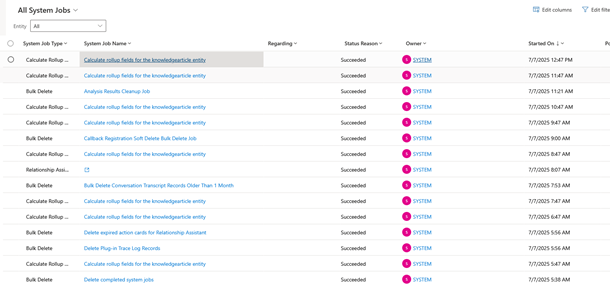 All System Jobs
Edit columns
Edit filte
Entity All
System Job Type System Job Name Regarding Status Reason Owner Started On
Calculate Rollup ... Calculate rollup fields for the knowledgearticle entity Succeeded S SYSTEM 7/7/2025 12:47 PM
Calculate Rollup ... Calculate rollup fields for the knowledgearticle entity Succeeded S SYSTEM 7/7/2025 11:47 AM
Bulk Delete Analysis Results Cleanup Job Succeeded S SYSTEM 7/7/2025 11:21 AM
Calculate Rollup ... Calculate rollup fields for the knowledgearticle entity Succeeded S SYSTEM 7/7/2025 10:47 AM
Calculate Rollup ... Calculate rollup fields for the knowledgearticle entity Succeeded S SYSTEM 7/7/2025 9:47 AM
Bulk Delete Callback Registration Soft Delete Bulk Delete Job Succeeded S SYSTEM 7/7/2025 9:00 AM
Calculate Rollup ... Calculate rollup fields for the knowledgearticle entity Succeeded S SYSTEM 7/7/2025 8:47 AM
Relationship Assi... Succeeded S SYSTEM 7/7/2025 8:07 AM
Bulk Delete Bulk Delete Conversation Transcript Records Older Than 1 Month Succeeded S SYSTEM 7/7/2025 7:53 AM
Calculate Rollup ... Calculate rollup fields for the knowledgearticle entity Succeeded S SYSTEM 7/7/2025 7:47 AM
Calculate Rollup ... Calculate rollup fields for the knowledgearticle entity Succeeded S SYSTEM 7/7/2025 6:47 AM
Bulk Delete Delete expired action cards for Relationship Assistant Succeeded S SYSTEM 7/7/2025 5:56 AM
Bulk Delete Delete Plug-in Trace Log Records Succeeded S SYSTEM 7/7/2025 5:56 AM
Calculate Rollup ... Calculate rollup fields for the knowledgearticle entity Succeeded S SYSTEM 7/7/2025 5:47 AM
Bulk Delete Delete completed system jobs Succeeded S SYSTEM 7/7/2025 5:38 AM